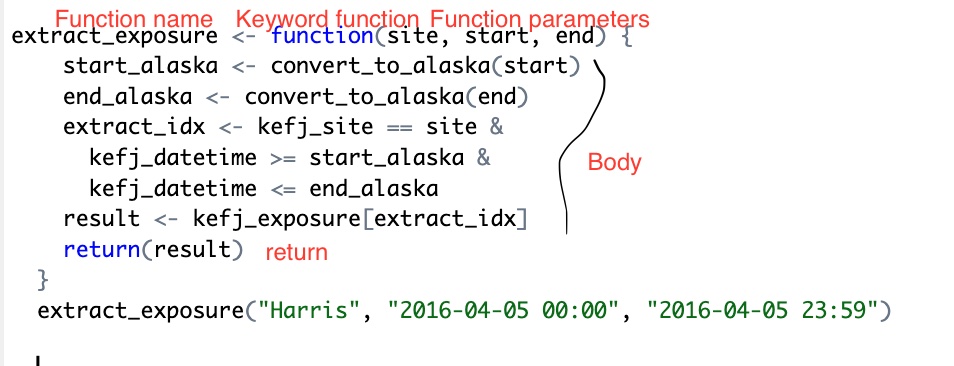 Function name Keyword function Function parameters
extract_exposure <- function(site, start, end) {
start_alaska <- convert_to_alaska(start)
end_alaska <- convert_to_alaska(end)
extract_idx <- kefj_site == site &
kefj_datetime >= start_alaska &
Body
kefj_datetime <= end_alaska
result <- kefj_exposure[extract_idx]
return(result) return
}
extract_exposure("Harris", "2016-04-05 00:00", "2016-04-05 23:59")